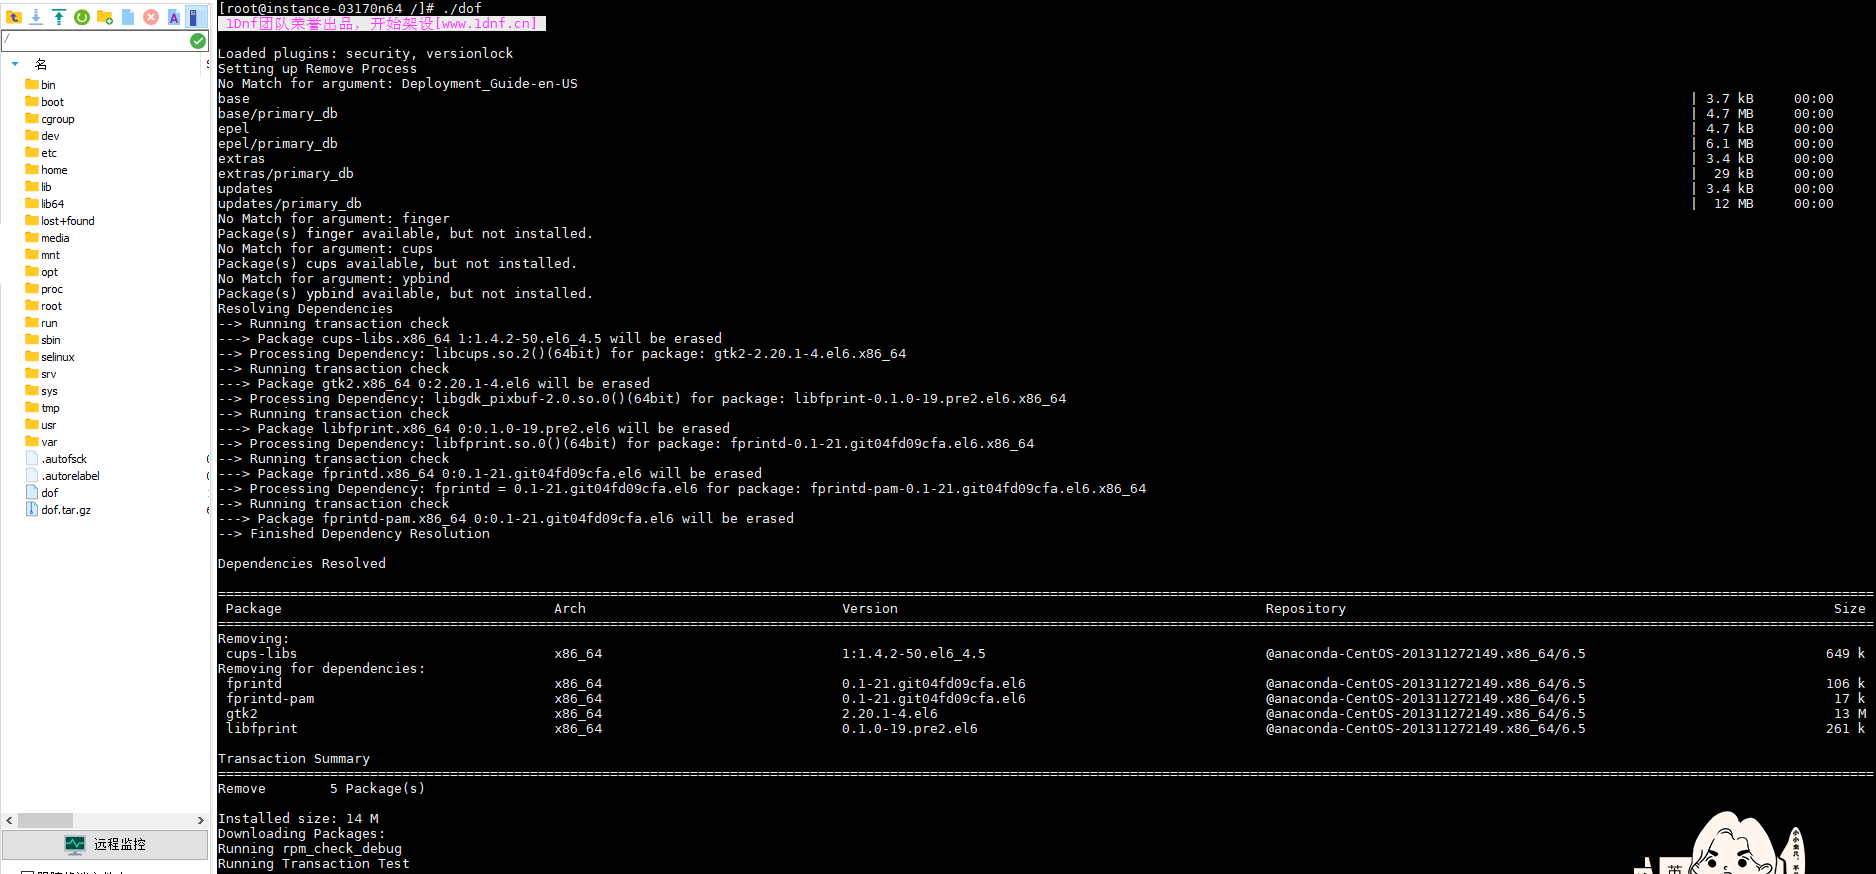 /
名
bin
boot
cgroup
dev
etc
home
lib
lib64
lost+found
media
mnt
opt
proc
root
run
sbin
selinux
srv
sys
tmp
usr
var
.autofsck
.autorelabel
dof
dof.tar.gz
远程监控
[root@instance-03170n64 /]# ./dof
1Dnf团队荣誉出品，开始架设[www.1dnf.cn]
Loaded plugins: security, versionlock
Setting up Remove Process
No Match for argument: Deployment_Guide-en-US
base | 3.7 kB 00:00
base/primary_db | 4.7 MB 00:00
epel | 4.7 kB 00:00
epel/primary_db | 6.1 MB 00:00
extras | 3.4 kB 00:00
extras/primary_db | 29 kB 00:00
updates | 3.4 kB 00:00
updates/primary_db | 12 MB 00:00
No Match for argument: finger
Package(s) finger available, but not installed.
No Match for argument: cups
Package(s) cups available, but not installed.
No Match for argument: ypbind
Package(s) ypbind available, but not installed.
Resolving Dependencies
--> Running transaction check
---> Package cups-libs.x86_64 1:1.4.2-50.el6_4.5 will be erased
--> Processing Dependency: libcups.so.2()(64bit) for package: gtk2-2.20.1-4.el6.x86_64
--> Running transaction check
---> Package gtk2.x86_64 0:2.20.1-4.el6 will be erased
--> Processing Dependency: libgdk_pixbuf-2.0.so.0()(64bit) for package: libfprint-0.1.0-19.pre2.el6.x86_64
--> Running transaction check
---> Package libfprint.x86_64 0:0.1.0-19.pre2.el6 will be erased
--> Processing Dependency: libfprint.so.0()(64bit) for package: fprintd-0.1-21.git04fd09cfa.el6.x86_64
--> Running transaction check
---> Package fprintd.x86_64 0:0.1-21.git04fd09cfa.el6 will be erased
--> Processing Dependency: fprintd = 0.1-21.git04fd09cfa.el6 for package: fprintd-pam-0.1-21.git04fd09cfa.el6.x86_64
--> Running transaction check
---> Package fprintd-pam.x86_64 0:0.1-21.git04fd09cfa.el6 will be erased
--> Finished Dependency Resolution
Dependencies Resolved
Package Arch Version Repository Size
Removing:
cups-libs x86_64 1:1.4.2-50.el6_4.5 @anaconda-CentOS-201311272149.x86_64/6.5 649 k
Removing for dependencies:
fprintd x86_64 0.1-21.git04fd09cfa.el6 @anaconda-CentOS-201311272149.x86_64/6.5 106 k
fprintd-pam x86_64 0.1-21.git04fd09cfa.el6 @anaconda-CentOS-201311272149.x86_64/6.5 17 k
gtk2 x86_64 2.20.1-4.el6 @anaconda-CentOS-201311272149.x86_64/6.5 13 M
libfprint x86_64 0.1.0-19.pre2.el6 @anaconda-CentOS-201311272149.x86_64/6.5 261 k
Transaction Summary
Remove 5 Package(s)
Installed size: 14 M
Downloading Packages:
Running rpm_check_debug
Running Transaction Test
英